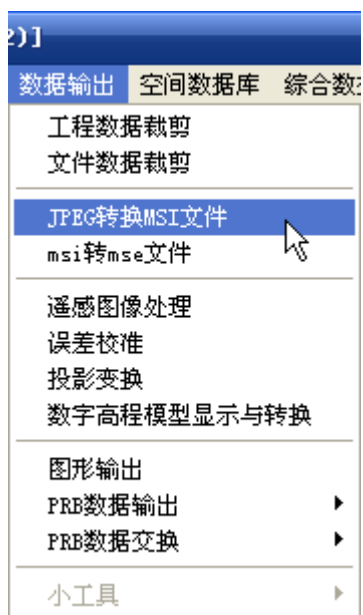 2)]
数据输出 空间数据库 综合数
工程数据裁剪
文件数据裁剪
JPEG转换MSI文件
msi转mse文件
遥感图像处理
误差校准
投影变换
数字高程模型显示与转换
图形输出
PRB数据输出
PRB数据交换
小工具